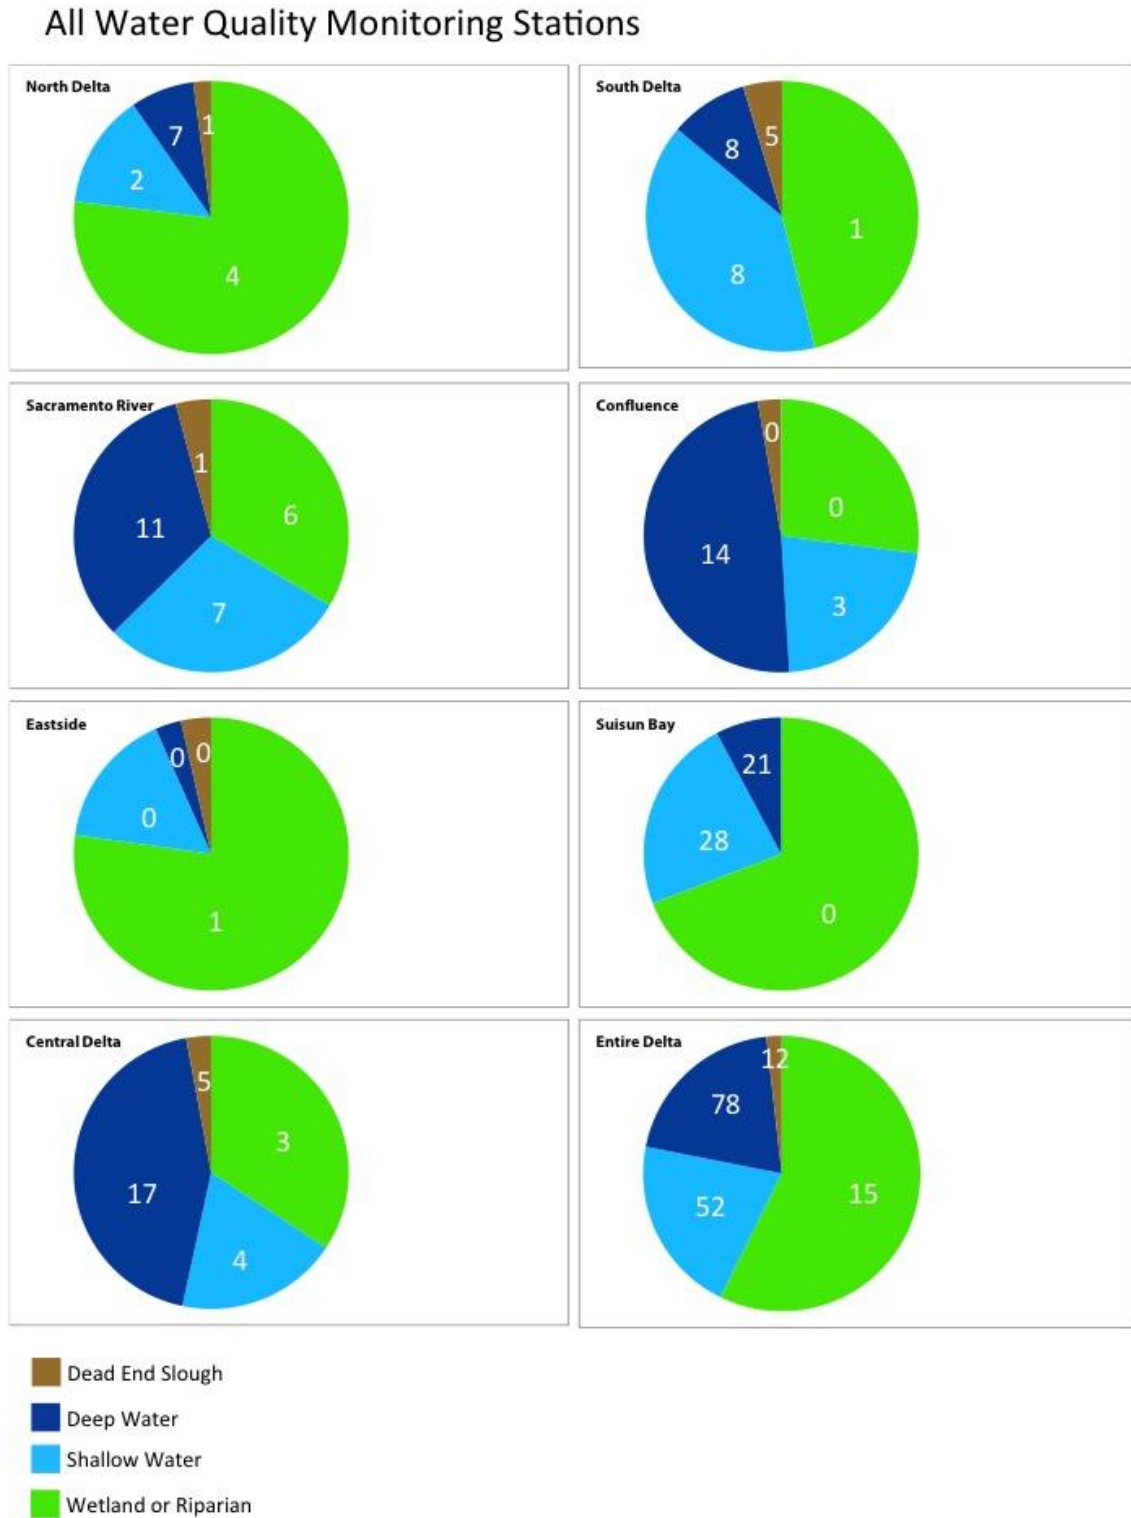 All Water Quality Monitoring Stations
North Delta
1
7
2
4
South Delta
5
8
1
8
Sacramento River
1
6
11
7
Confluence
0
0
14
3
Eastside
0
0
0
1
Suisun Bay
21
28
0
Central Delta
5
3
17
4
Entire Delta
12
78
15
52
Dead End Slough
Deep Water
Shallow Water
Wetland or Riparian